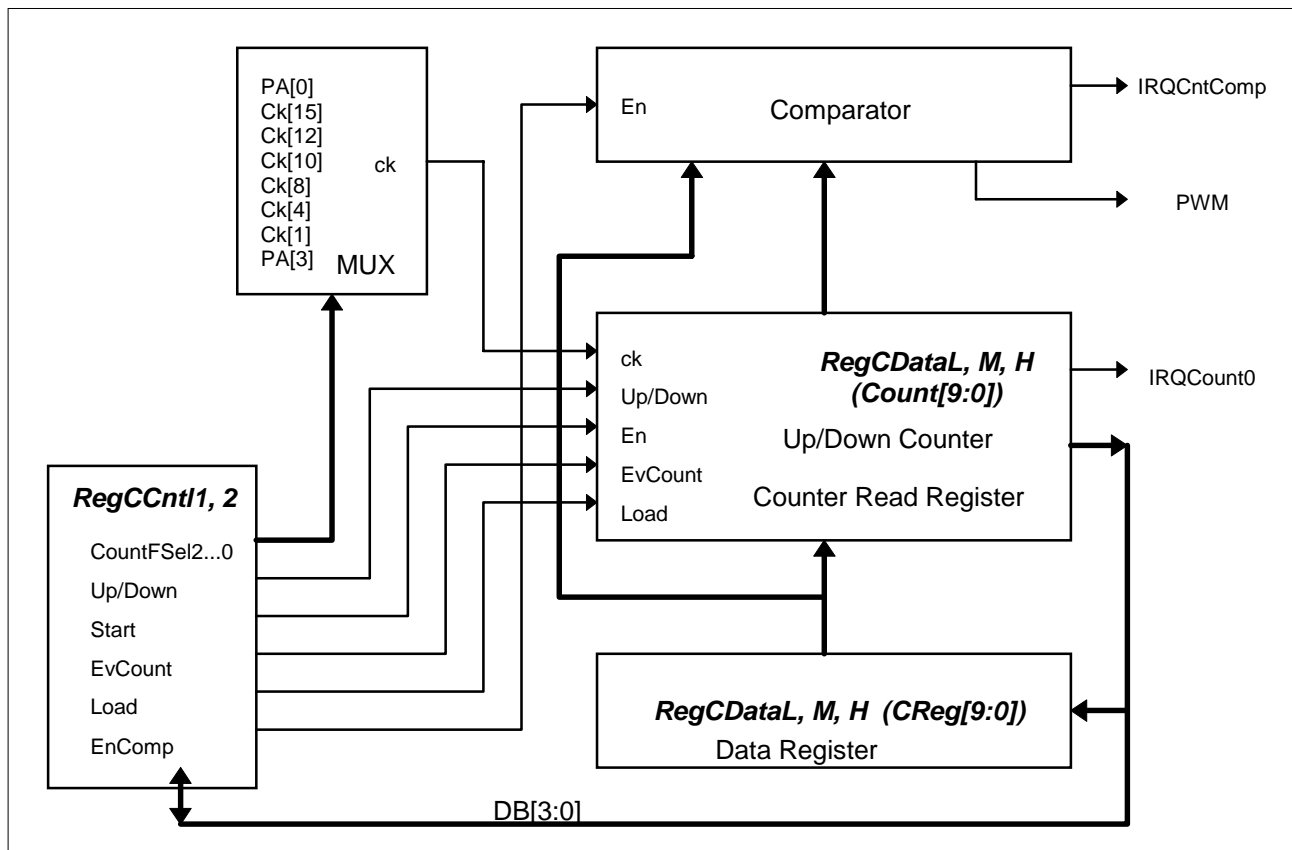 PA[0]
Ck[15]
Ck[12]
Ck[10]
Ck[8]
Ck[4]
Ck[1]
PA[3]
ck
MUX
En
Comparator
IRQCntComp
PWM
ck
Up/Down
En
EvCount
Load
RegCDataL, M, H
(Count[9:0])
Up/Down Counter
Counter Read Register
IRQCount0
RegCCntl1, 2
CountFSel2...0
Up/Down
Start
EvCount
Load
EnComp
RegCDataL, M, H (CReg[9:0])
Data Register
DB[3:0]